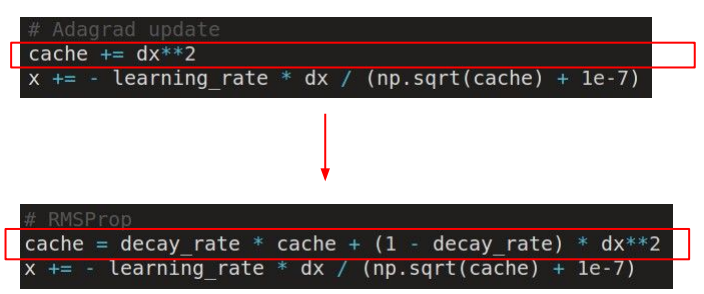 # Adagrad update
cache += dx**2
x += - learning_rate * dx / (np.sqrt(cache) + 1e-7)
# RMSProp
cache = decay_rate * cache + (1 - decay_rate) * dx**2
x += - learning_rate * dx / (np.sqrt(cache) + 1e-7)